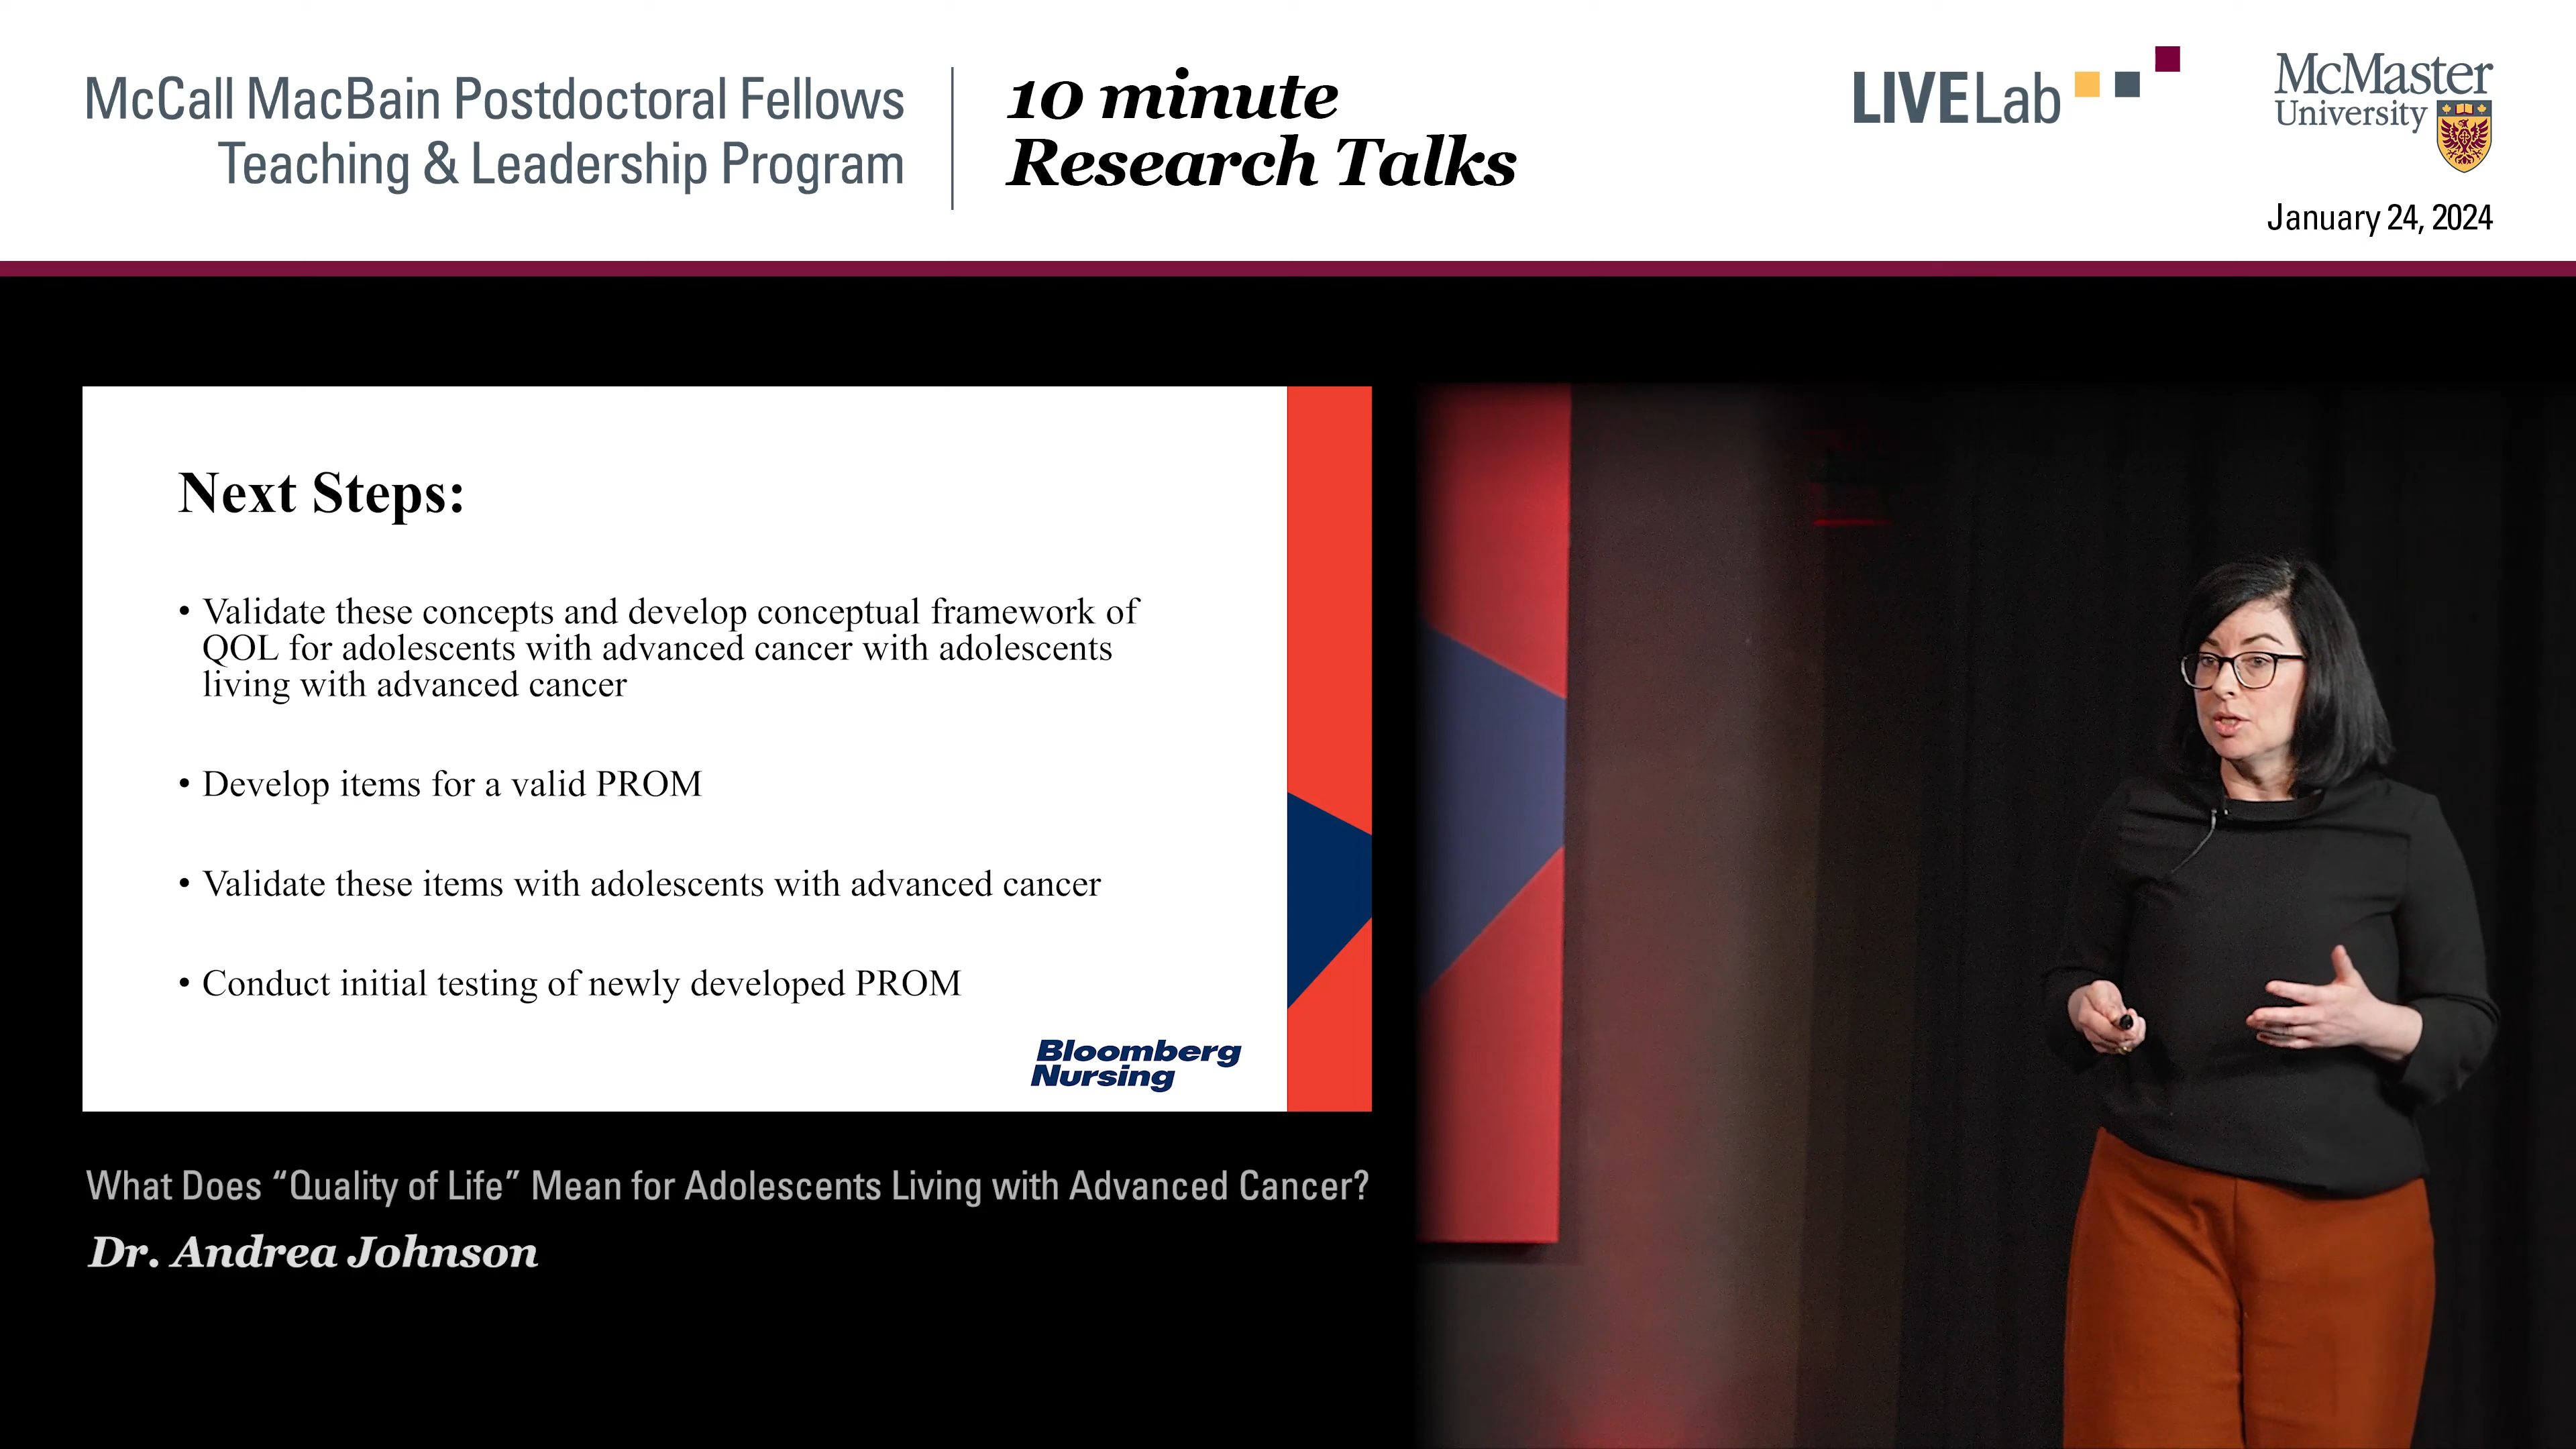 McCall MacBain Postdoctoral Fellows
Teaching & Leadership Program
10 minute
Research Talks
LIVELab
McMaster
University
January 24, 2024
Next Steps:
• Validate these concepts and develop conceptual framework of
QOL for adolescents with advanced cancer with adolescents
living with advanced cancer
• Develop items for a valid PROM
• Validate these items with adolescents with advanced cancer
• Conduct initial testing of newly developed PROM
Bloomberg
Nursing
What Does “Quality of Life” Mean for Adolescents Living with Advanced Cancer?
Dr. Andrea Johnson